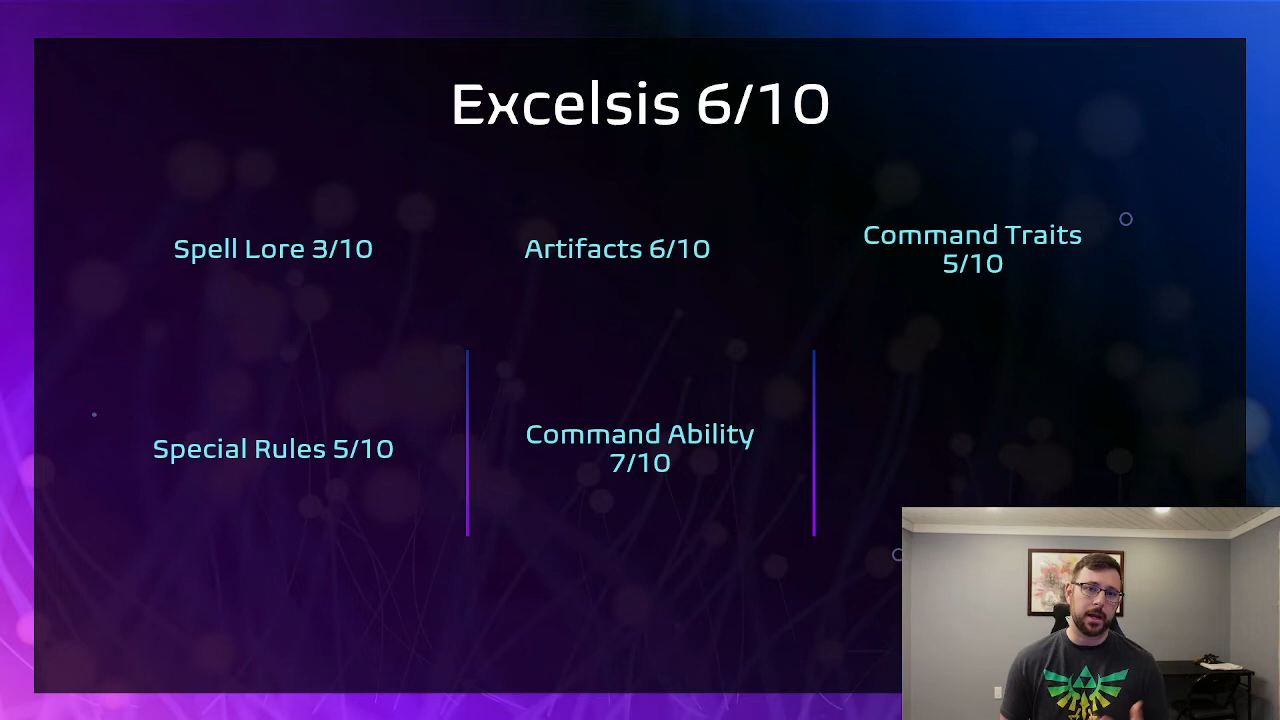 Excelsis 6/10
Spell Lore 3/10
Artifacts 6/10
Command Traits
5/10
Special Rules 5/10
Command Ability
7/10